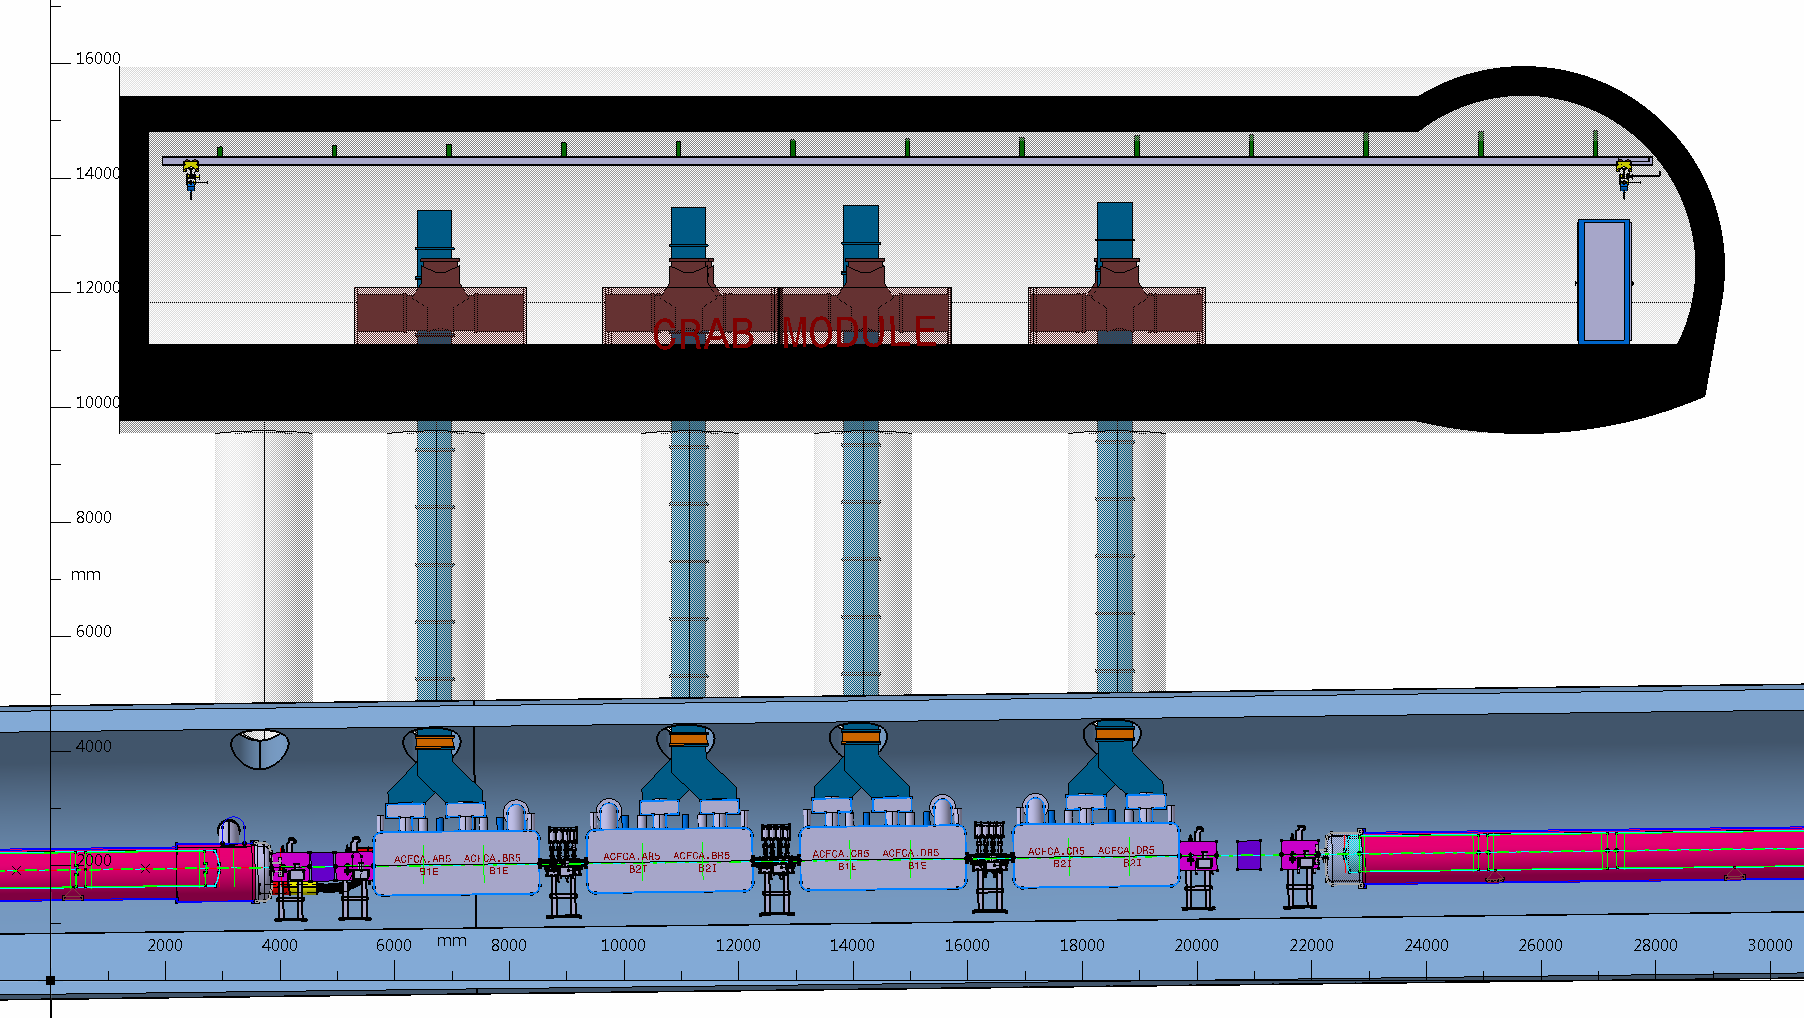 16000
14000
12000
CRAB MODULE
10000
8000
mm
6000
4000
2000
ACFCA.AR5 ACFCA.BR5
B1E B1E
ACFCA.AR5 ACFCA.BR5
B2I B2I
ACFCA.CR5 ACFCA.DR5
B1E B1E
ACFCA.CR5 ACFCA.DR5
B2I B2I
2000 4000 6000 mm 8000 10000 12000 14000 16000 18000 20000 22000 24000 26000 28000 30000